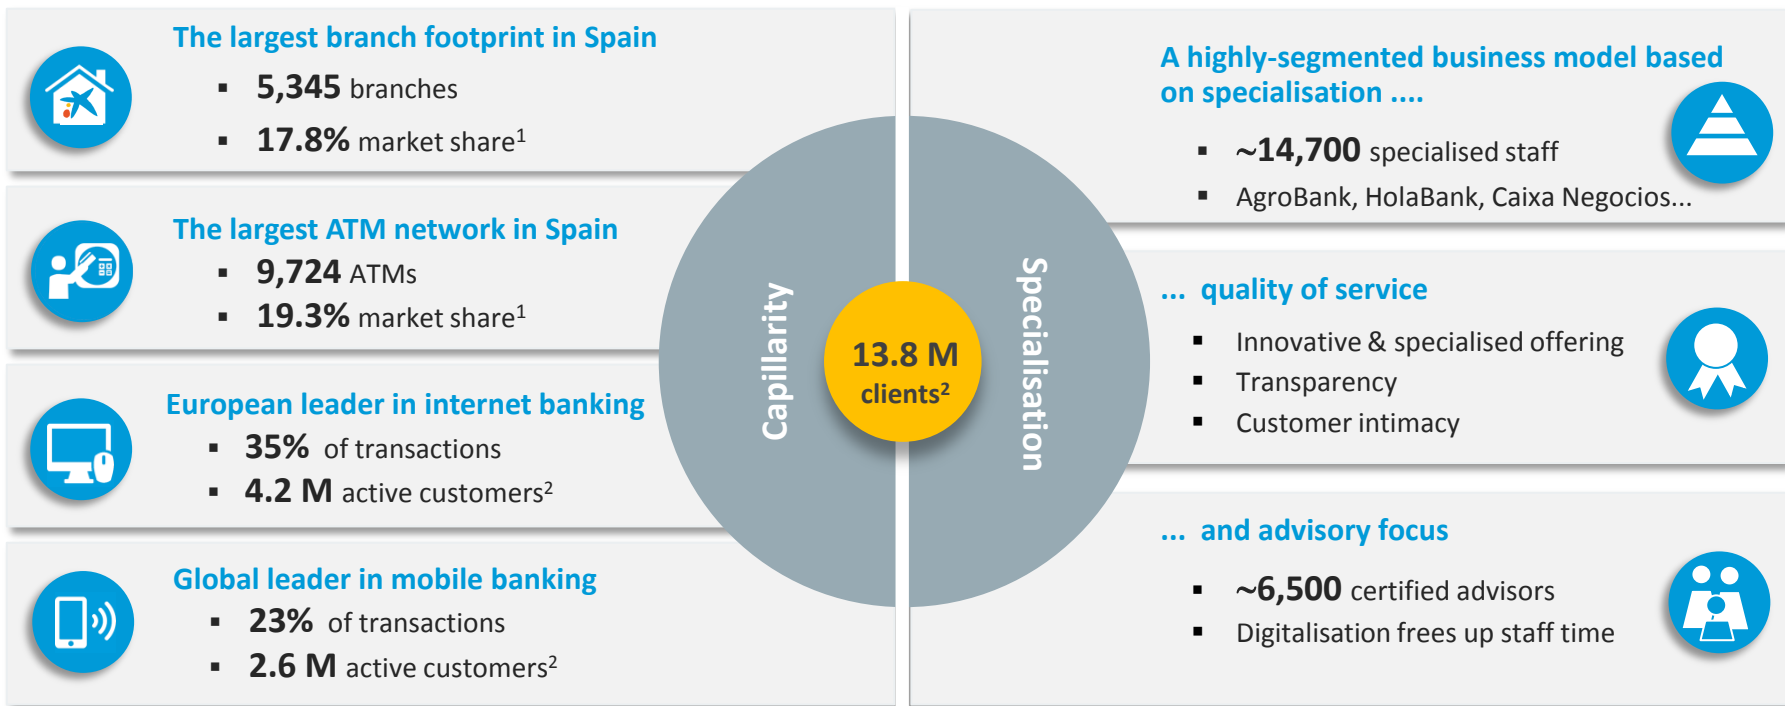 The largest branch footprint in Spain
▪ 5,345 branches
▪ 17.8% market share¹
The largest ATM network in Spain
▪ 9,724 ATMs
▪ 19.3% market share¹
European leader in internet banking
▪ 35% of transactions
▪ 4.2 M active customers²
Global leader in mobile banking
▪ 23% of transactions
▪ 2.6 M active customers²
Capillarity
13.8 M
clients²
Specialisation
A highly-segmented business model based
on specialisation ....
▪ ~14,700 specialised staff
▪ AgroBank, HolaBank, Caixa Negocios...
... quality of service
▪ Innovative & specialised offering
▪ Transparency
▪ Customer intimacy
... and advisory focus
▪ ~6,500 certified advisors
▪ Digitalisation frees up staff time